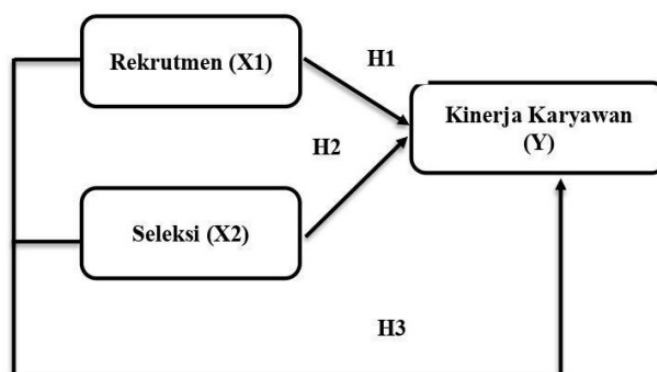 Rekrutmen (X1)
H1
Kinerja Karyawan
(Y)
H2
Seleksi (X2)
H3